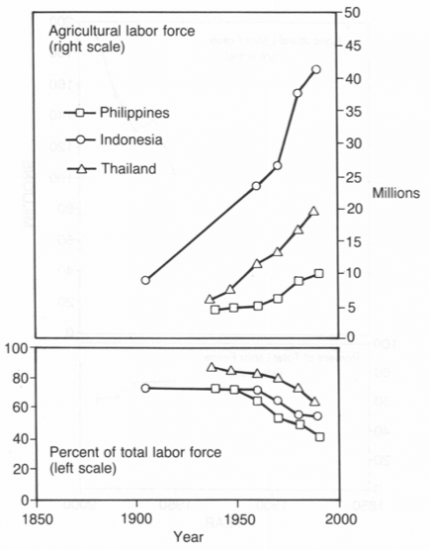 Agricultural labor force
(right scale)
Philippines
Indonesia
Thailand
50
45
40
35
30
25
20
15
10
5
0
Millions
100
80
60
40
20
0
Percent of total labor force
(left scale)
1850
1900
1950
2000
Year